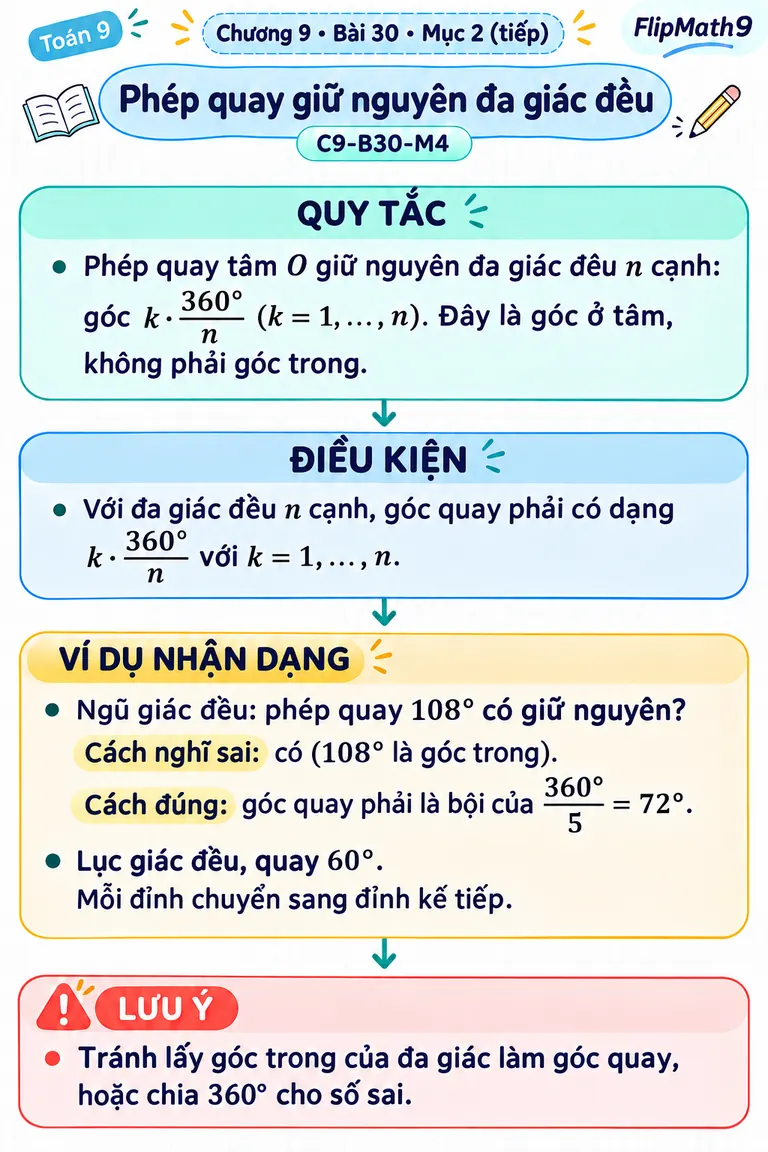 Toán 9
Chương 9 • Bài 30 • Mục 2 (tiếp)
FlipMath9
Phép quay giữ nguyên đa giác đều
C9-B30-M4
QUY TẮC
• Phép quay tâm O giữ nguyên đa giác đêu n cạnh:
góc k · 360°/n (k = 1, ..., n). Đây là góc ở tâm,
không phải góc trong.
ĐIỀU KIỆN
• Với đa giác đều n cạnh, góc quay phải có dạng
k · 360°/n với k = 1, ..., n.
VÍ DỤ NHẬN DẠNG
• Ngũ giác đều: phép quay 108° có giữ nguyên?
Cách nghĩ sai: có (108° là góc trong).
Cách đúng: góc quay phải là bội của 360°/5 = 72°.
• Lục giác đều, quay 60°.
Mỗi đỉnh chuyển sang đỉnh kế tiếp.
! LƯU Ý
• Tránh lấy góc trong của đa giác làm góc quay,
hoặc chia 360° cho số sai.